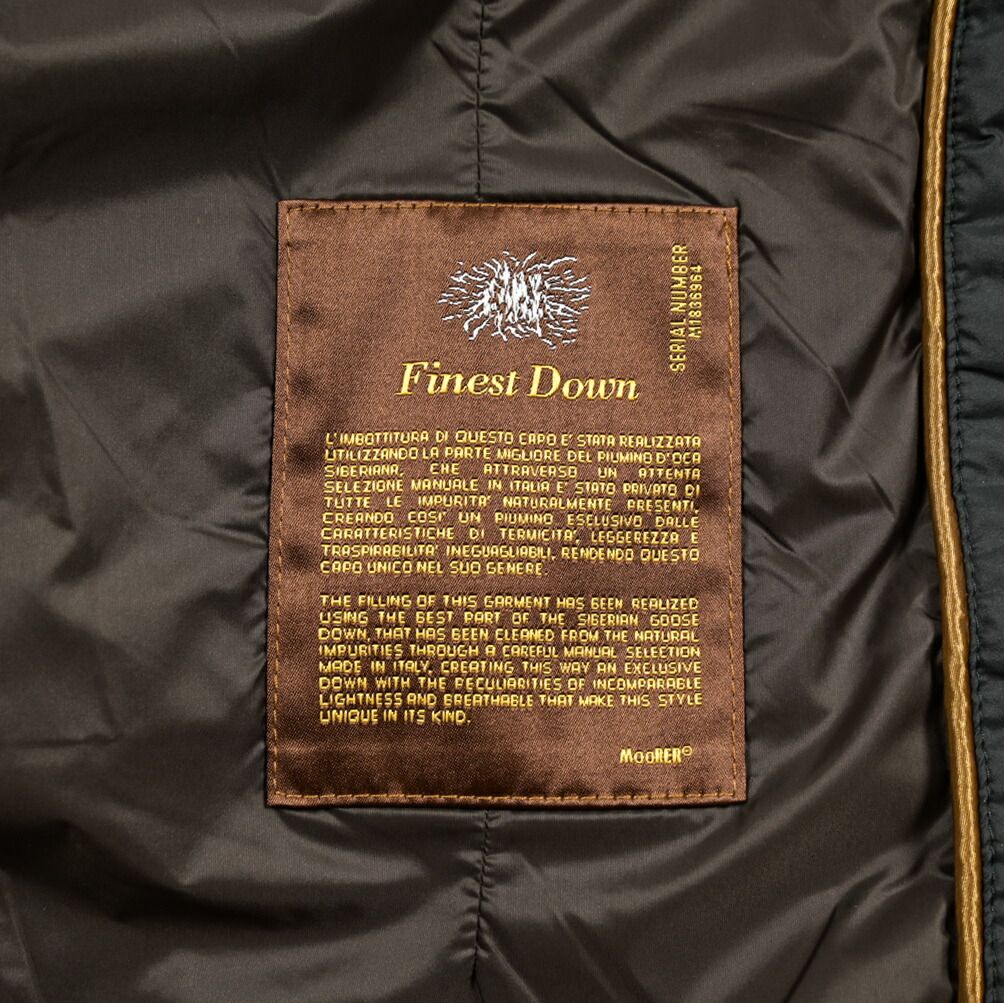 SERIAL NUMBER
M1836964
Finest Down
L'IMBOTTITURA DI QUESTO CAPO E' STATA REALIZZATA
UTILIZZANDO LA PARTE MIGLIORE DEL PIUMINO D'OCA
SIBERIANA, CHE ATTRAVERSO UN ATTENTA
SELEZIONE MANUALE IN ITALIA E' STATO PRIVATO DI
TUTTE LE IMPURITA' NATURALMENTE PRESENTI,
CREANDO COSI' UN PIUMINO ESCLUSIVO DALLE
CARATTERISTICHE DI TERMICITA', LEGGEREZZA E
TRASPIRABILITA' INEGUAGLIABILI, RENDENDO QUESTO
CAPO UNICO NEL SUO GENERE.
THE FILLING OF THIS GARMENT HAS BEEN REALIZED
USING THE BEST PART OF THE SIBERIAN GOOSE
DOWN, THAT HAS BEEN CLEANED FROM THE NATURAL
IMPURITIES THROUGH A CAREFUL MANUAL SELECTION
MADE IN ITALY, CREATING THIS WAY AN EXCLUSIVE
DOWN WITH THE PECULIARITIES OF INCOMPARABLE
LIGHTNESS AND BREATHABLE THAT MAKE THIS STYLE
UNIQUE IN ITS KIND.
MooRER®